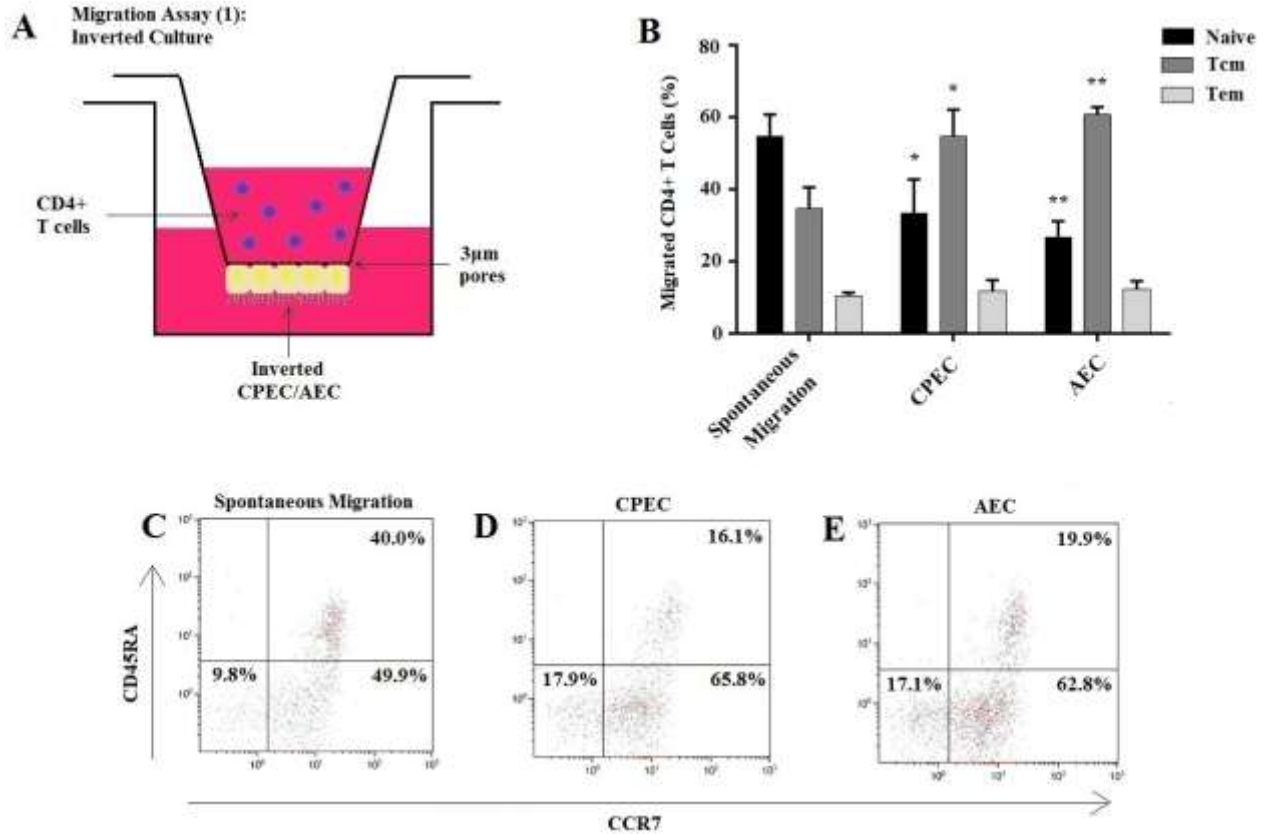 A
Migration Assay (1):
Inverted Culture
CD4+
T cells
3µm
pores
Inverted
CPEC/AEC
B
Migrated CD4+ T Cells (%)
80
60
40
20
0
* * ** **
Naive
Tcm
Tem
Spontaneous
Migration
CPEC
AEC
C
Spontaneous Migration
40.0%
9.8%
49.9%
D
CPEC
16.1%
17.9%
65.8%
E
AEC
19.9%
17.1%
62.8%
CD45RA
CCR7